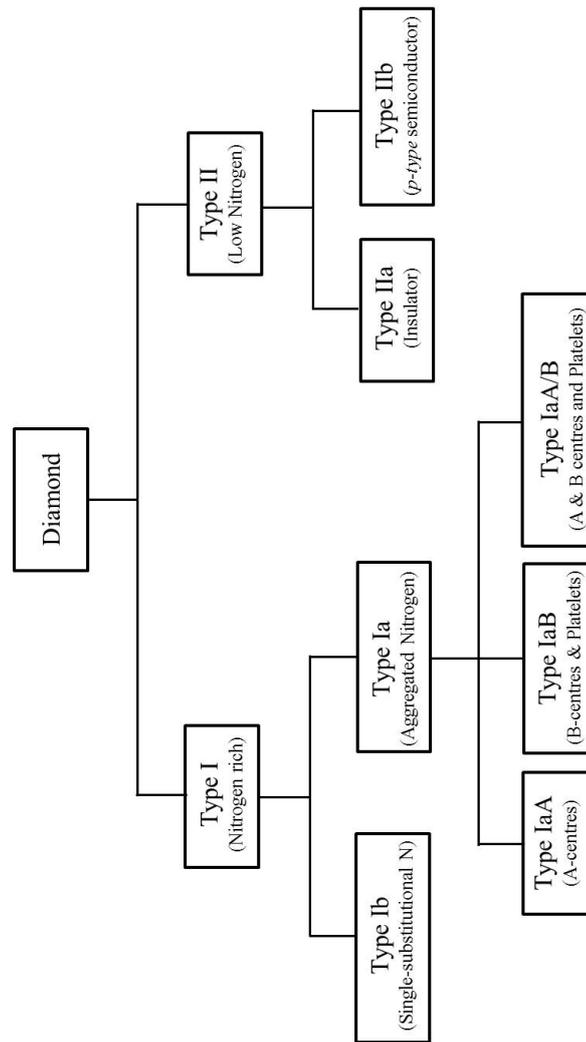 Diamond
Type I
(Nitrogen rich)
Type II
(Low Nitrogen)
Type Ib
(Single-substitutional N)
Type Ia
(Aggregated Nitrogen)
Type IIa
(Insulator)
Type IIb
(p-type semiconductor)
Type IaA
(A-centres)
Type IaB
(B-centres & Platelets)
Type IaA/B
(A & B centres and Platelets)